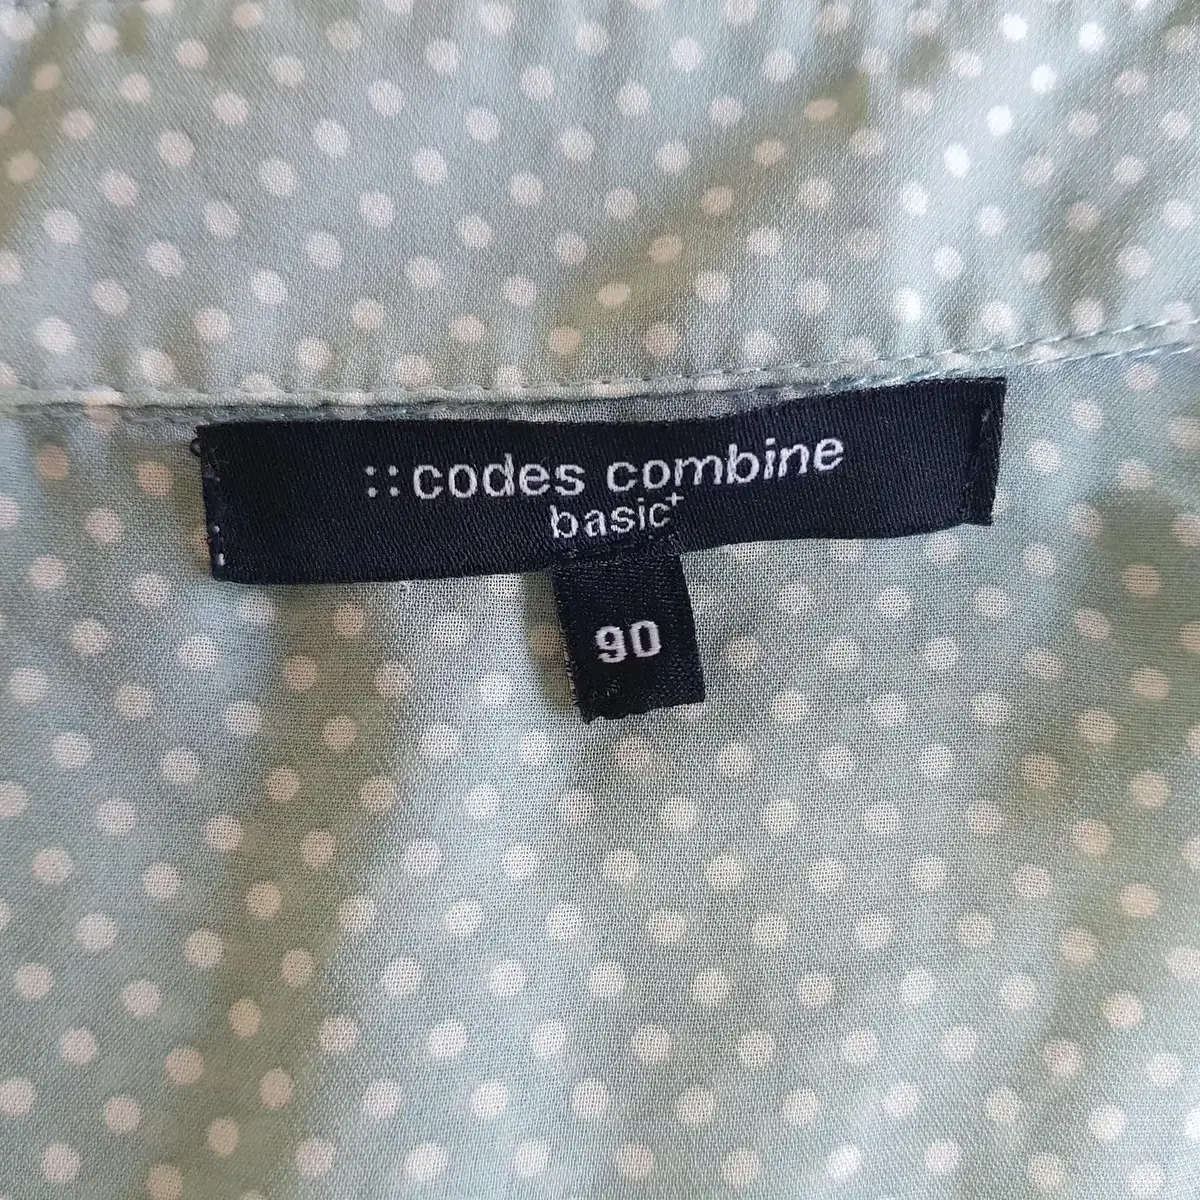 ::codes combine
basic+
90